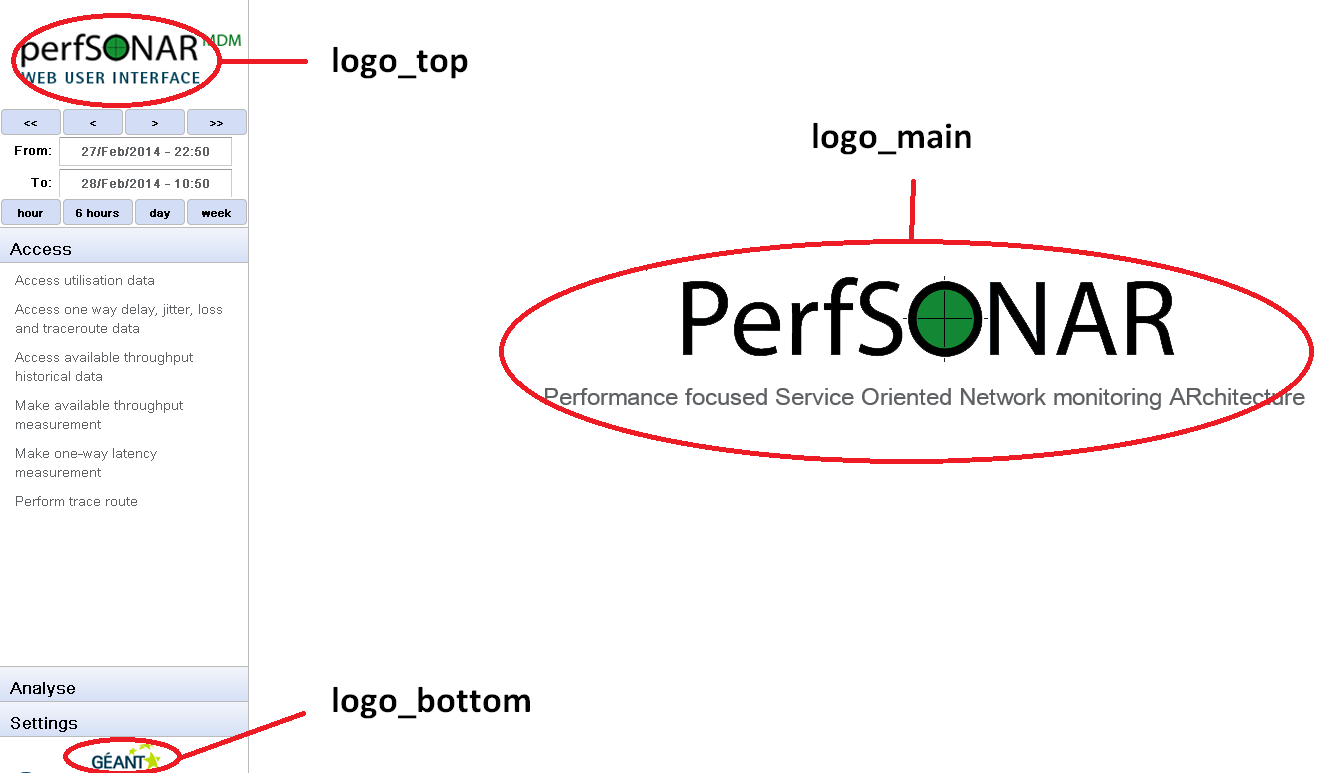 perfSONAR MDM
WEB USER INTERFACE
logo_top
<< < > >>
From: 27/Feb/2014 - 22:50
To: 28/Feb/2014 - 10:50
hour 6 hours day week
Access
Access utilisation data
Access one way delay, jitter, loss
and traceroute data
Access available throughput
historical data
Make available throughput
measurement
Make one-way latency
measurement
Perform trace route
logo_main
PerfSONAR
Performance focused Service Oriented Network monitoring ARchitecture
Analyse
Settings
logo_bottom
GÉANT